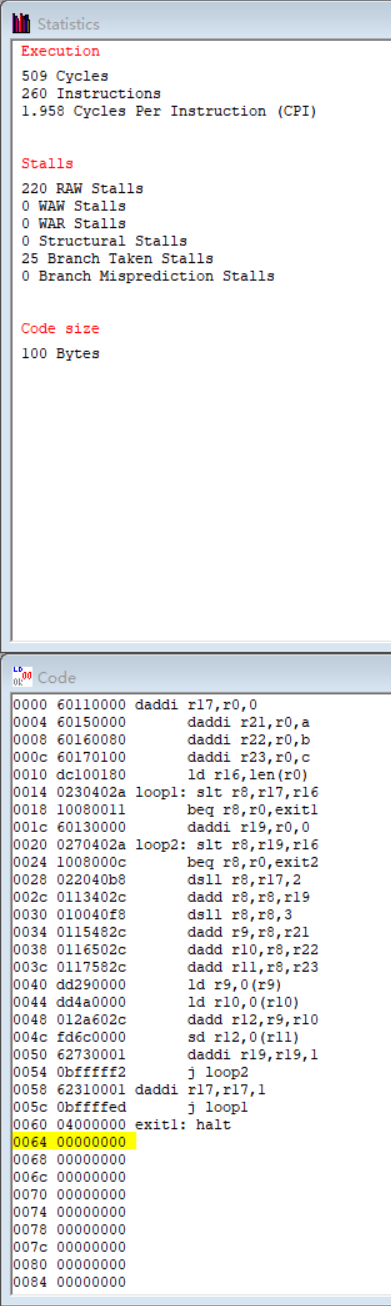 Statistics
Execution
509 Cycles
260 Instructions
1.958 Cycles Per Instruction (CPI)
Stalls
220 RAW Stalls
0 WAW Stalls
0 WAR Stalls
0 Structural Stalls
25 Branch Taken Stalls
0 Branch Misprediction Stalls
Code size
100 Bytes
Code
0000 60110000 daddi r17,r0,0
0004 60150000 daddi r21,r0,a
0008 60160080 daddi r22,r0,b
000c 60170100 daddi r23,r0,c
0010 dc100180 ld r16,len(r0)
0014 0230402a loop1: slt r8,r17,r16
0018 10080011 beq r8,r0,exit1
001c 60130000 daddi r19,r0,0
0020 0270402a loop2: slt r8,r19,r16
0024 1008000c beq r8,r0,exit2
0028 022040b8 dsll r8,r17,2
002c 0113402c dadd r8,r8,r19
0030 010040f8 dsll r8,r8,3
0034 0115482c dadd r9,r8,r21
0038 0116502c dadd r10,r8,r22
003c 0117582c dadd r11,r8,r23
0040 dd290000 ld r9,0(r9)
0044 dd4a0000 ld r10,0(r10)
0048 012a602c dadd r12,r9,r10
004c fd6c0000 sd r12,0(r11)
0050 62730001 daddi r19,r19,1
0054 0bfffff2 j loop2
0058 62310001 daddi r17,r17,1
005c 0bffffed j loop1
0060 04000000 exit1: halt
0064 00000000
0068 00000000
006c 00000000
0070 00000000
0074 00000000
0078 00000000
007c 00000000
0080 00000000
0084 00000000